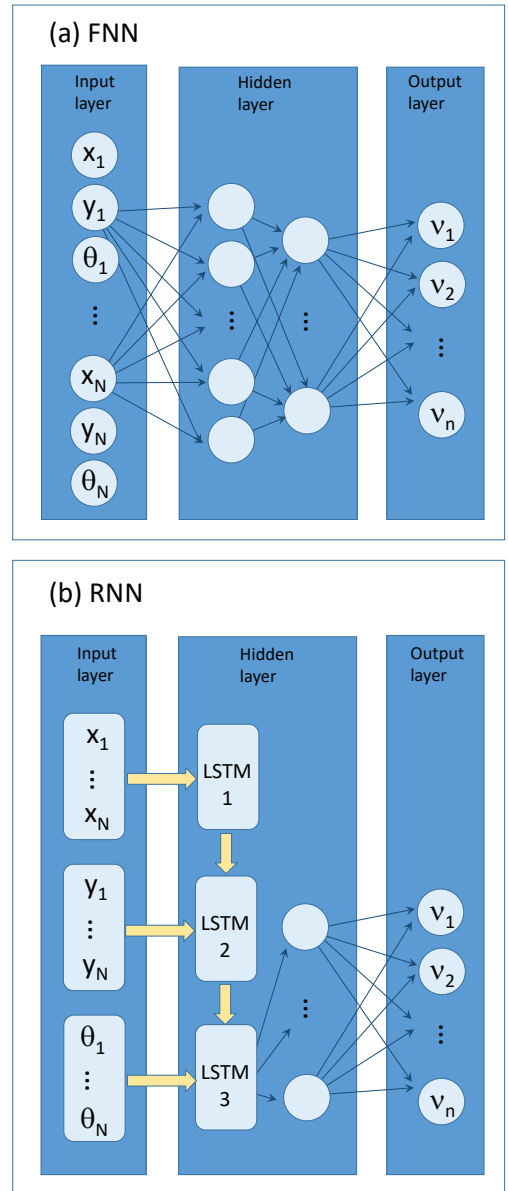 (a) FNN
Input
layer
Hidden
layer
Output
layer
x1
y1
θ1
...
xN
yN
θN
...
...
ν1
ν2
...
νn
(b) RNN
Input
layer
Hidden
layer
Output
layer
x1
...
xN
y1
...
yN
θ1
...
θN
LSTM
1
LSTM
2
LSTM
3
...
ν1
ν2
...
νn